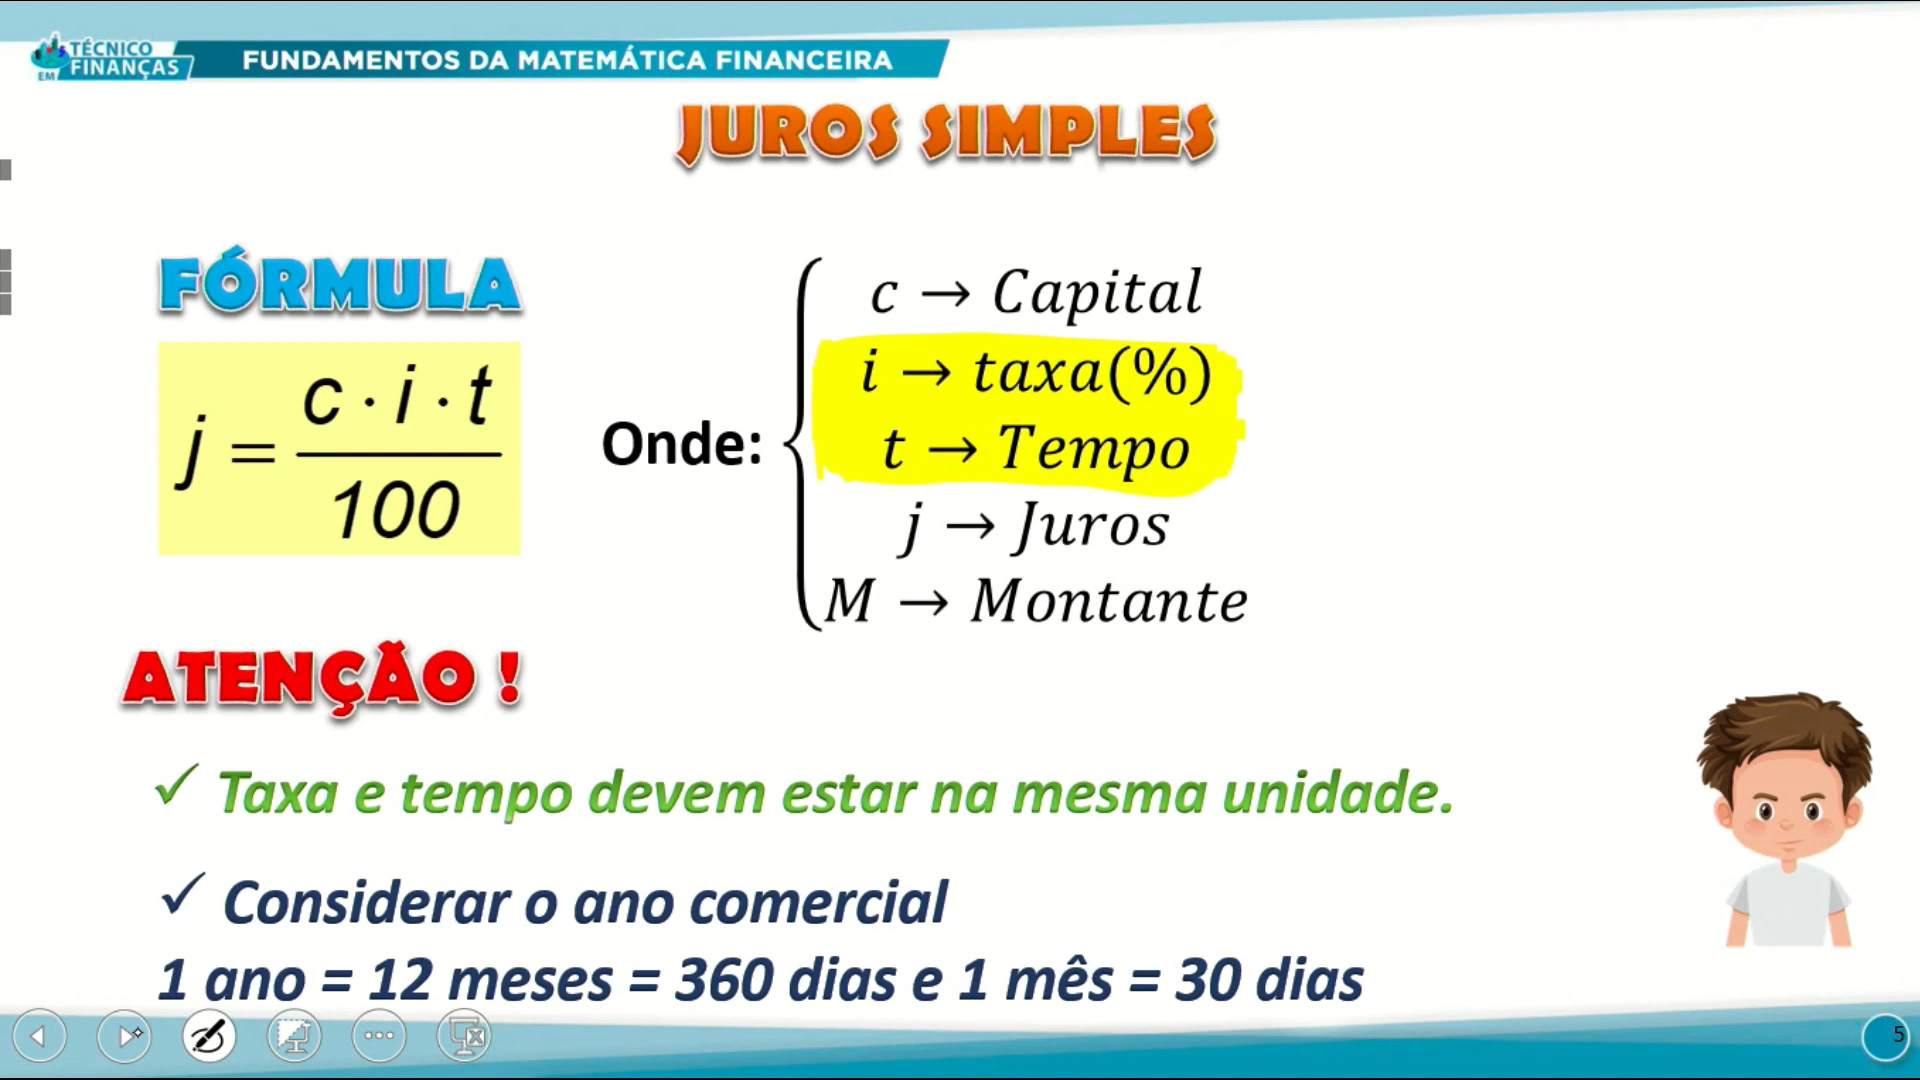 TÉCNICO
EM FINANÇAS
FUNDAMENTOS DA MATEMÁTICA FINANCEIRA
JUROS SIMPLES
FÓRMULA
j = c · i · t / 100
Onde:
c → Capital
i → taxa(%)
t → Tempo
j → Juros
M → Montante
ATENÇÃO !
✓ Taxa e tempo devem estar na mesma unidade.
✓ Considerar o ano comercial
1 ano = 12 meses = 360 dias e 1 mês = 30 dias
5